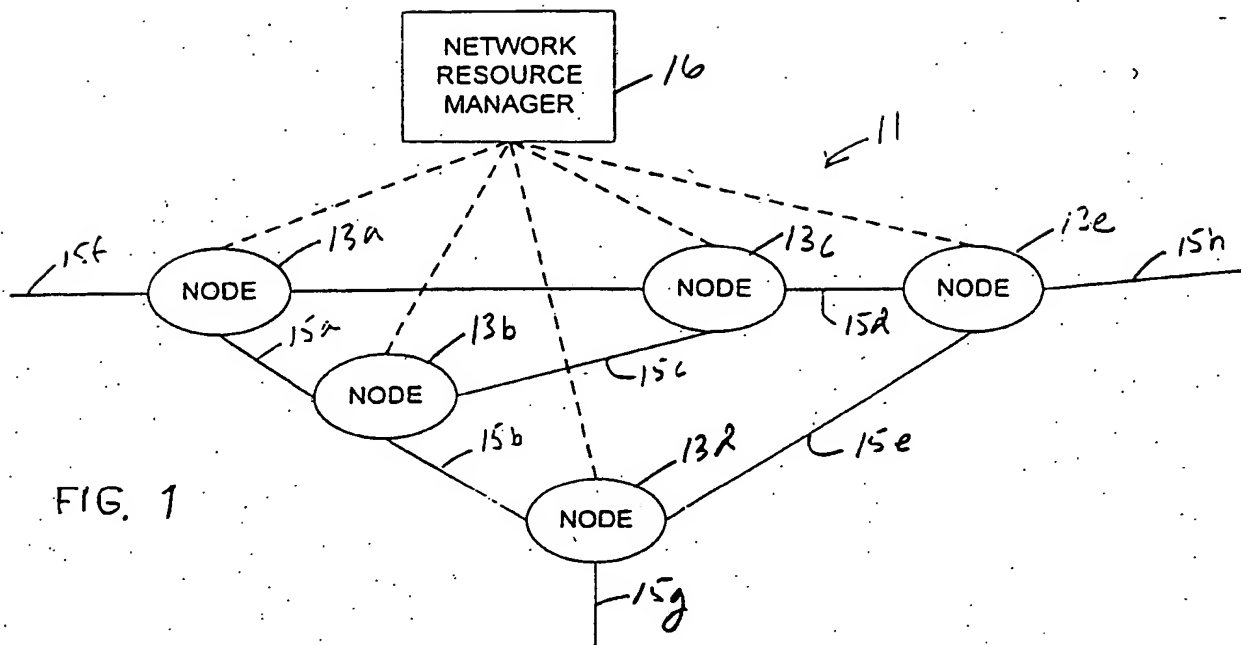 NETWORK
RESOURCE
MANAGER
16
11
15f
13a
13c
13e
15h
NODE
NODE
NODE
15a
13b
15d
NODE
15c
15b
13d
15e
FIG. 1
NODE
15g